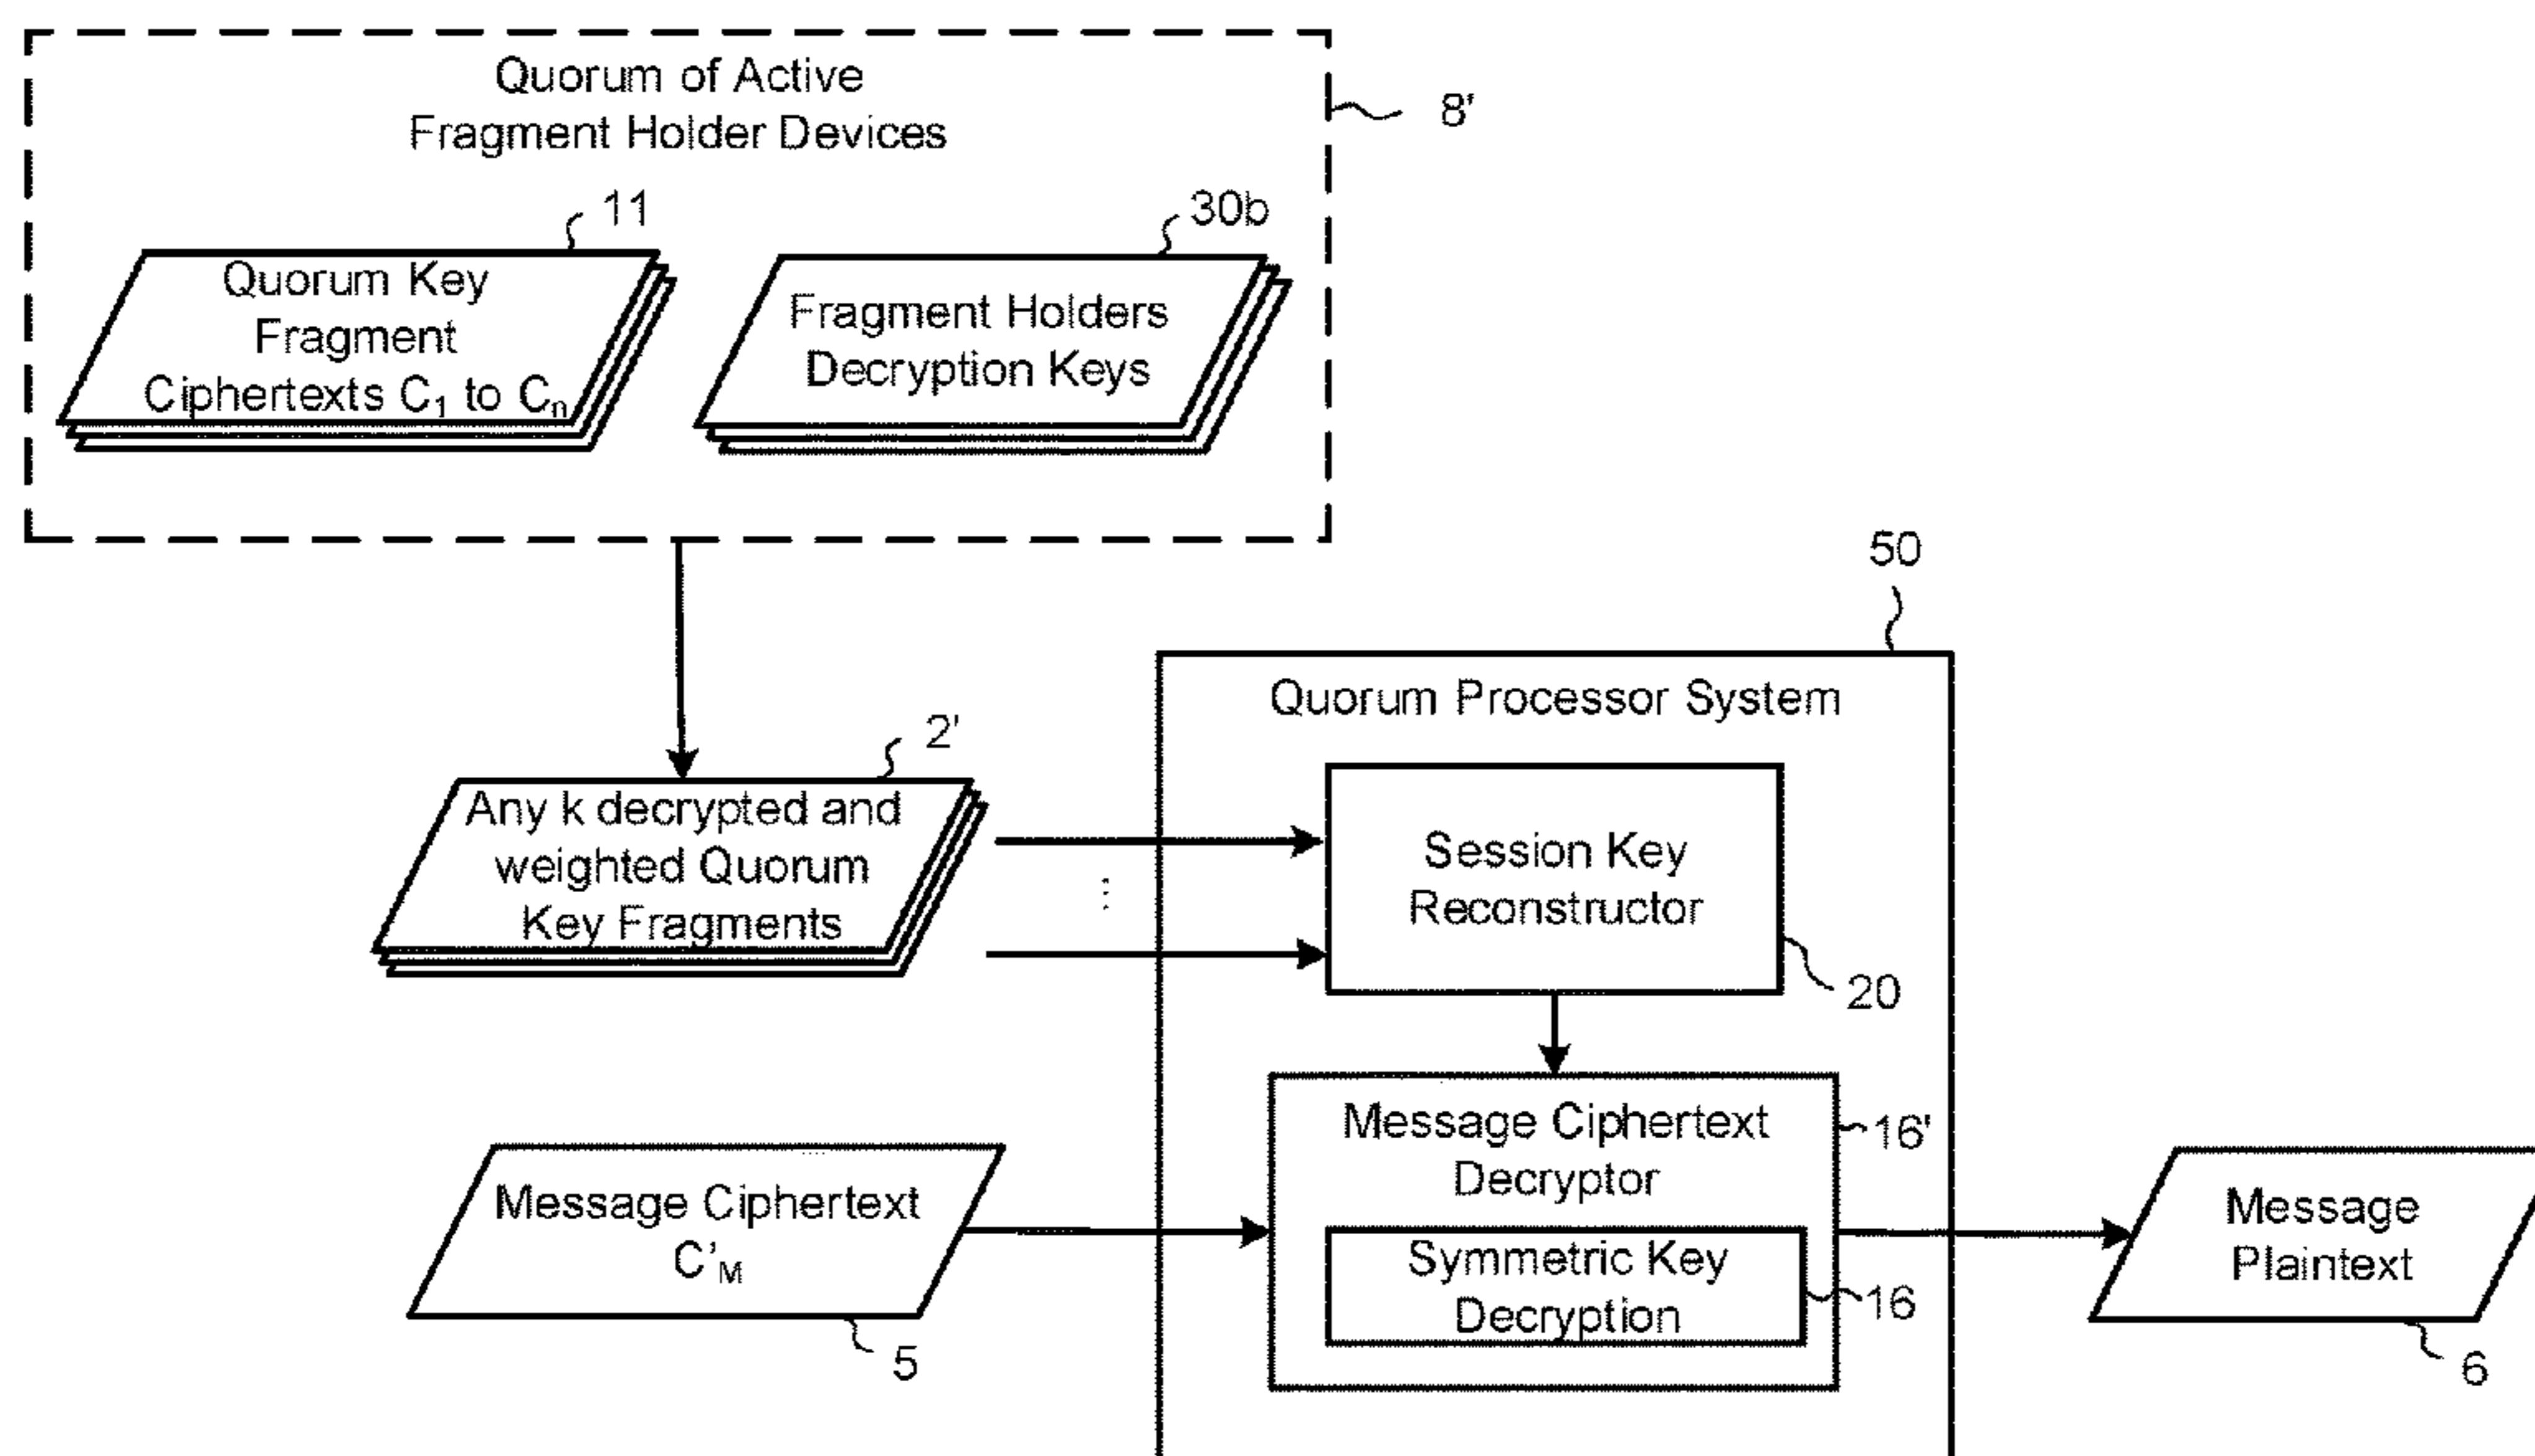 Quorum of Active
Fragment Holder Devices
8'
11
30b
Quorum Key
Fragment
Ciphertexts C₁ to Cₙ
Fragment Holders
Decryption Keys
50
Quorum Processor System
2'
Any k decrypted and
weighted Quorum
Key Fragments
...
Session Key
Reconstructor
20
Message Ciphertext
Decryptor
16'
Symmetric Key
Decryption
16
Message Ciphertext
C'M
5
Message
Plaintext
6